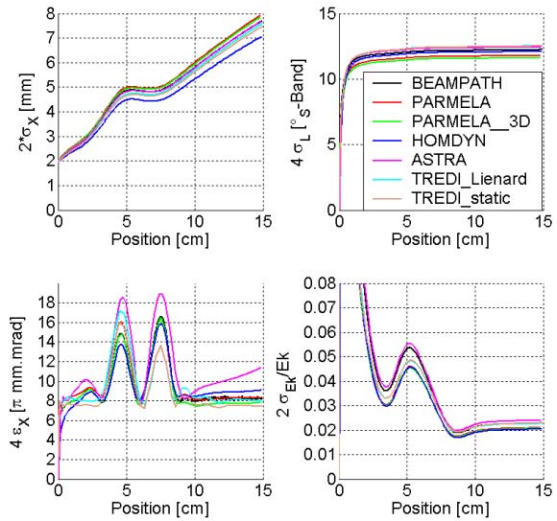 8
7
6
5
4
3
2
1
0
0 5 10 15
2*σX [mm]
Position [cm]
15
10
5
0
0 5 10 15
4 σL [°S-Band]
Position [cm]
BEAMPATH
PARMELA
PARMELA__3D
HOMDYN
ASTRA
TREDI_Lienard
TREDI_static
18
16
14
12
10
8
6
4
2
0
0 5 10 15
4 εX [π mm.mrad]
Position [cm]
0.08
0.07
0.06
0.05
0.04
0.03
0.02
0.01
0
0 5 10 15
2 σEk/Ek
Position [cm]